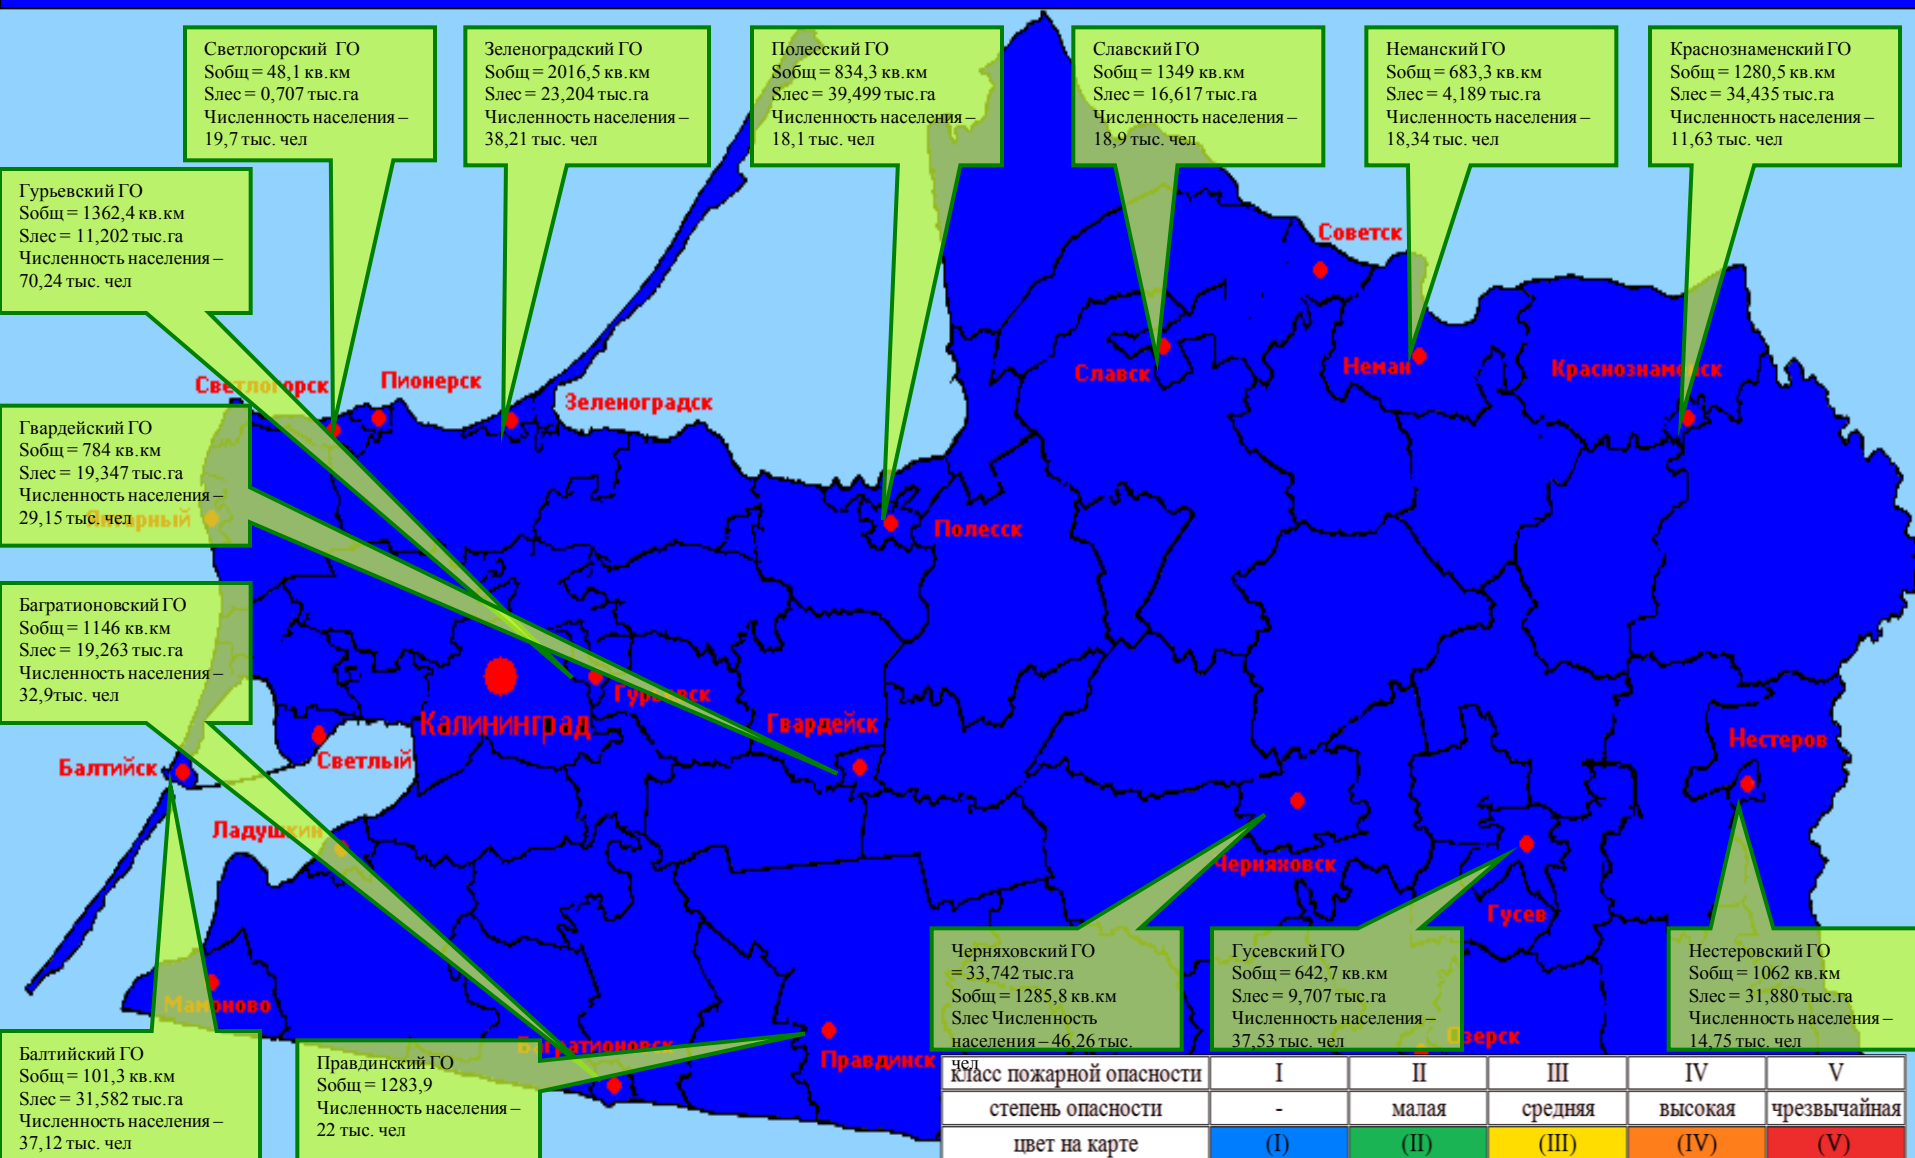 Светлогорский ГО
Sобщ = 48,1 кв.км
Sлес = 0,707 тыс.га
Численность населения –
19,7 тыс. чел
Зеленоградский ГО
Sобщ = 2016,5 кв.км
Sлес = 23,204 тыс.га
Численность населения –
38,21 тыс. чел
Полесский ГО
Sобщ = 834,3 кв.км
Sлес = 39,499 тыс.га
Численность населения –
18,1 тыс. чел
Славский ГО
Sобщ = 1349 кв.км
Sлес = 16,617 тыс.га
Численность населения –
18,9 тыс. чел
Неманский ГО
Sобщ = 683,3 кв.км
Sлес = 4,189 тыс.га
Численность населения –
18,34 тыс. чел
Краснознаменский ГО
Sобщ = 1280,5 кв.км
Sлес = 34,435 тыс.га
Численность населения –
11,63 тыс. чел
Гурьевский ГО
Sобщ = 1362,4 кв.км
Sлес = 11,202 тыс.га
Численность населения –
70,24 тыс. чел
Советск
Светлогорск
Пионерск
Зеленоградск
Славск
Неман
Краснознаменск
Гвардейский ГО
Sобщ = 784 кв.км
Sлес = 19,347 тыс.га
Численность населения –
29,15 тыс. чел
Янтарный
Полесск
Багратионовский ГО
Sобщ = 1146 кв.км
Sлес = 19,263 тыс.га
Численность населения –
32,9тыс. чел
Калининград
Гурьевск
Гвардейск
Нестеров
Балтийск
Светлый
Ладушкин
Черняховск
Гусев
Мамоново
Багратионовск
Правдинск
Озерск
Черняховский ГО
= 33,742 тыс.га
Sобщ = 1285,8 кв.км
Sлес Численность
населения – 46,26 тыс.
чел
Гусевский ГО
Sобщ = 642,7 кв.км
Sлес = 9,707 тыс.га
Численность населения –
37,53 тыс. чел
Нестеровский ГО
Sобщ = 1062 кв.км
Sлес = 31,880 тыс.га
Численность населения –
14,75 тыс. чел
Балтийский ГО
Sобщ = 101,3 кв.км
Sлес = 31,582 тыс.га
Численность населения –
37,12 тыс. чел
Правдинский ГО
Sобщ = 1283,9
Численность населения –
22 тыс. чел
класс пожарной опасности I II III IV V
степень опасности - малая средняя высокая чрезвычайная
цвет на карте (I) (II) (III) (IV) (V)